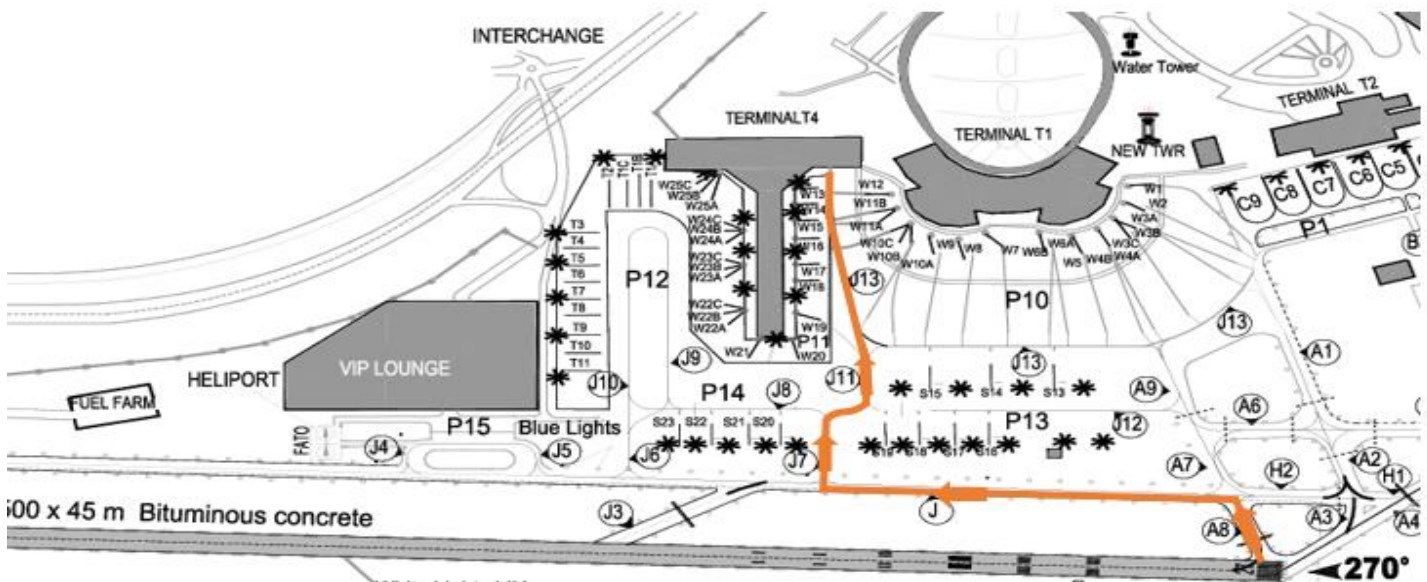 INTERCHANGE
Water Tower
TERMINAL T2
TERMINALT4
TERMINAL T1
NEW TWR
C9
C8
C7
C6
C5
P1
T2
T1C
T1B
W25C
W25B
W25A
W24C
W24B
W24A
W23C
W23B
W23A
W22C
W22B
W22A
W21
W13
W14
W15
W16
W17
W18
W19
W20
P11
W12
W11B
W11A
W10C
W10B
W10A
W9
W8
W7
W6B
W6A
W5
W4B
W4A
W3C
W3B
W3A
W2
W1
T3
T4
T5
T6
T7
T8
T9
T10
T11
P12
P10
J13
J13
J13
A1
B
VIP LOUNGE
HELIPORT
FUEL FARM
J10
J9
J8
J11
P14
S15
S14
S13
A9
P13
J12
A6
P15
Blue Lights
FATO
J4
J5
J6
S23
S22
S21
S20
J7
S19
S18
S17
S16
A7
H2
A2
H1
J3
J
A8
A3
A4
500 x 45 m Bituminous concrete
270°